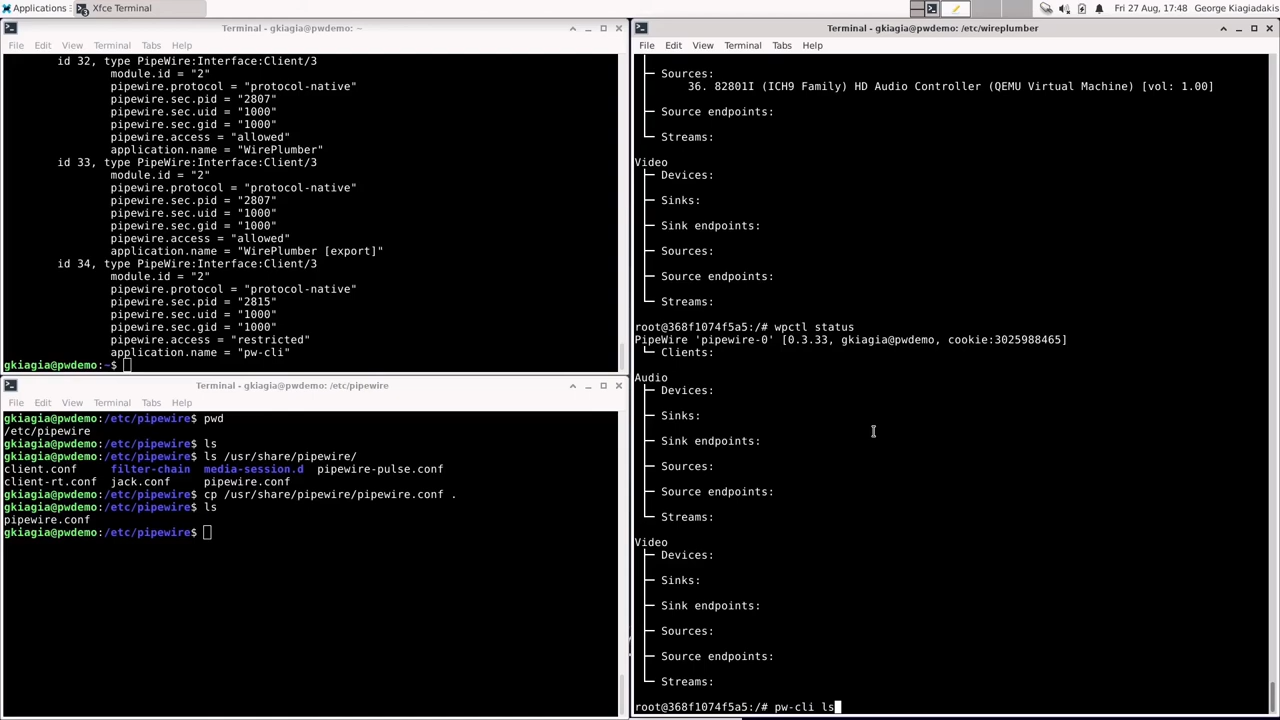 Applications
Xfce Terminal
Fri 27 Aug, 17:48
George Kiagiadakis
Terminal - gkiagia@pwdemo: ~
File Edit View Terminal Tabs Help
id 32, type PipeWire:Interface:Client/3
module.id = "2"
pipewire.protocol = "protocol-native"
pipewire.sec.pid = "2807"
pipewire.sec.uid = "1000"
pipewire.sec.gid = "1000"
pipewire.access = "allowed"
application.name = "WirePlumber"
id 33, type PipeWire:Interface:Client/3
module.id = "2"
pipewire.protocol = "protocol-native"
pipewire.sec.pid = "2807"
pipewire.sec.uid = "1000"
pipewire.sec.gid = "1000"
pipewire.access = "allowed"
application.name = "WirePlumber [export]"
id 34, type PipeWire:Interface:Client/3
module.id = "2"
pipewire.protocol = "protocol-native"
pipewire.sec.pid = "2815"
pipewire.sec.uid = "1000"
pipewire.sec.gid = "1000"
pipewire.access = "restricted"
application.name = "pw-cli"
gkiagia@pwdemo:~$
Terminal - gkiagia@pwdemo: /etc/pipewire
File Edit View Terminal Tabs Help
gkiagia@pwdemo:/etc/pipewire$ pwd
/etc/pipewire
gkiagia@pwdemo:/etc/pipewire$ ls
gkiagia@pwdemo:/etc/pipewire$ ls /usr/share/pipewire/
client.conf filter-chain media-session.d pipewire-pulse.conf
client-rt.conf jack.conf pipewire.conf
gkiagia@pwdemo:/etc/pipewire$ cp /usr/share/pipewire/pipewire.conf .
gkiagia@pwdemo:/etc/pipewire$ ls
pipewire.conf
gkiagia@pwdemo:/etc/pipewire$
Terminal - gkiagia@pwdemo: /etc/wireplumber
File Edit View Terminal Tabs Help
├─ Sources:
│ 36. 82801I (ICH9 Family) HD Audio Controller (QEMU Virtual Machine) [vol: 1.00]
├─ Source endpoints:
└─ Streams:
Video
├─ Devices:
├─ Sinks:
├─ Sink endpoints:
├─ Sources:
├─ Source endpoints:
└─ Streams:
root@368f1074f5a5:/# wpctl status
PipeWire 'pipewire-0' [0.3.33, gkiagia@pwdemo, cookie:3025988465]
└─ Clients:
Audio
├─ Devices:
├─ Sinks:
├─ Sink endpoints:
├─ Sources:
├─ Source endpoints:
└─ Streams:
Video
├─ Devices:
├─ Sinks:
├─ Sink endpoints:
├─ Sources:
├─ Source endpoints:
└─ Streams:
root@368f1074f5a5:/# pw-cli ls